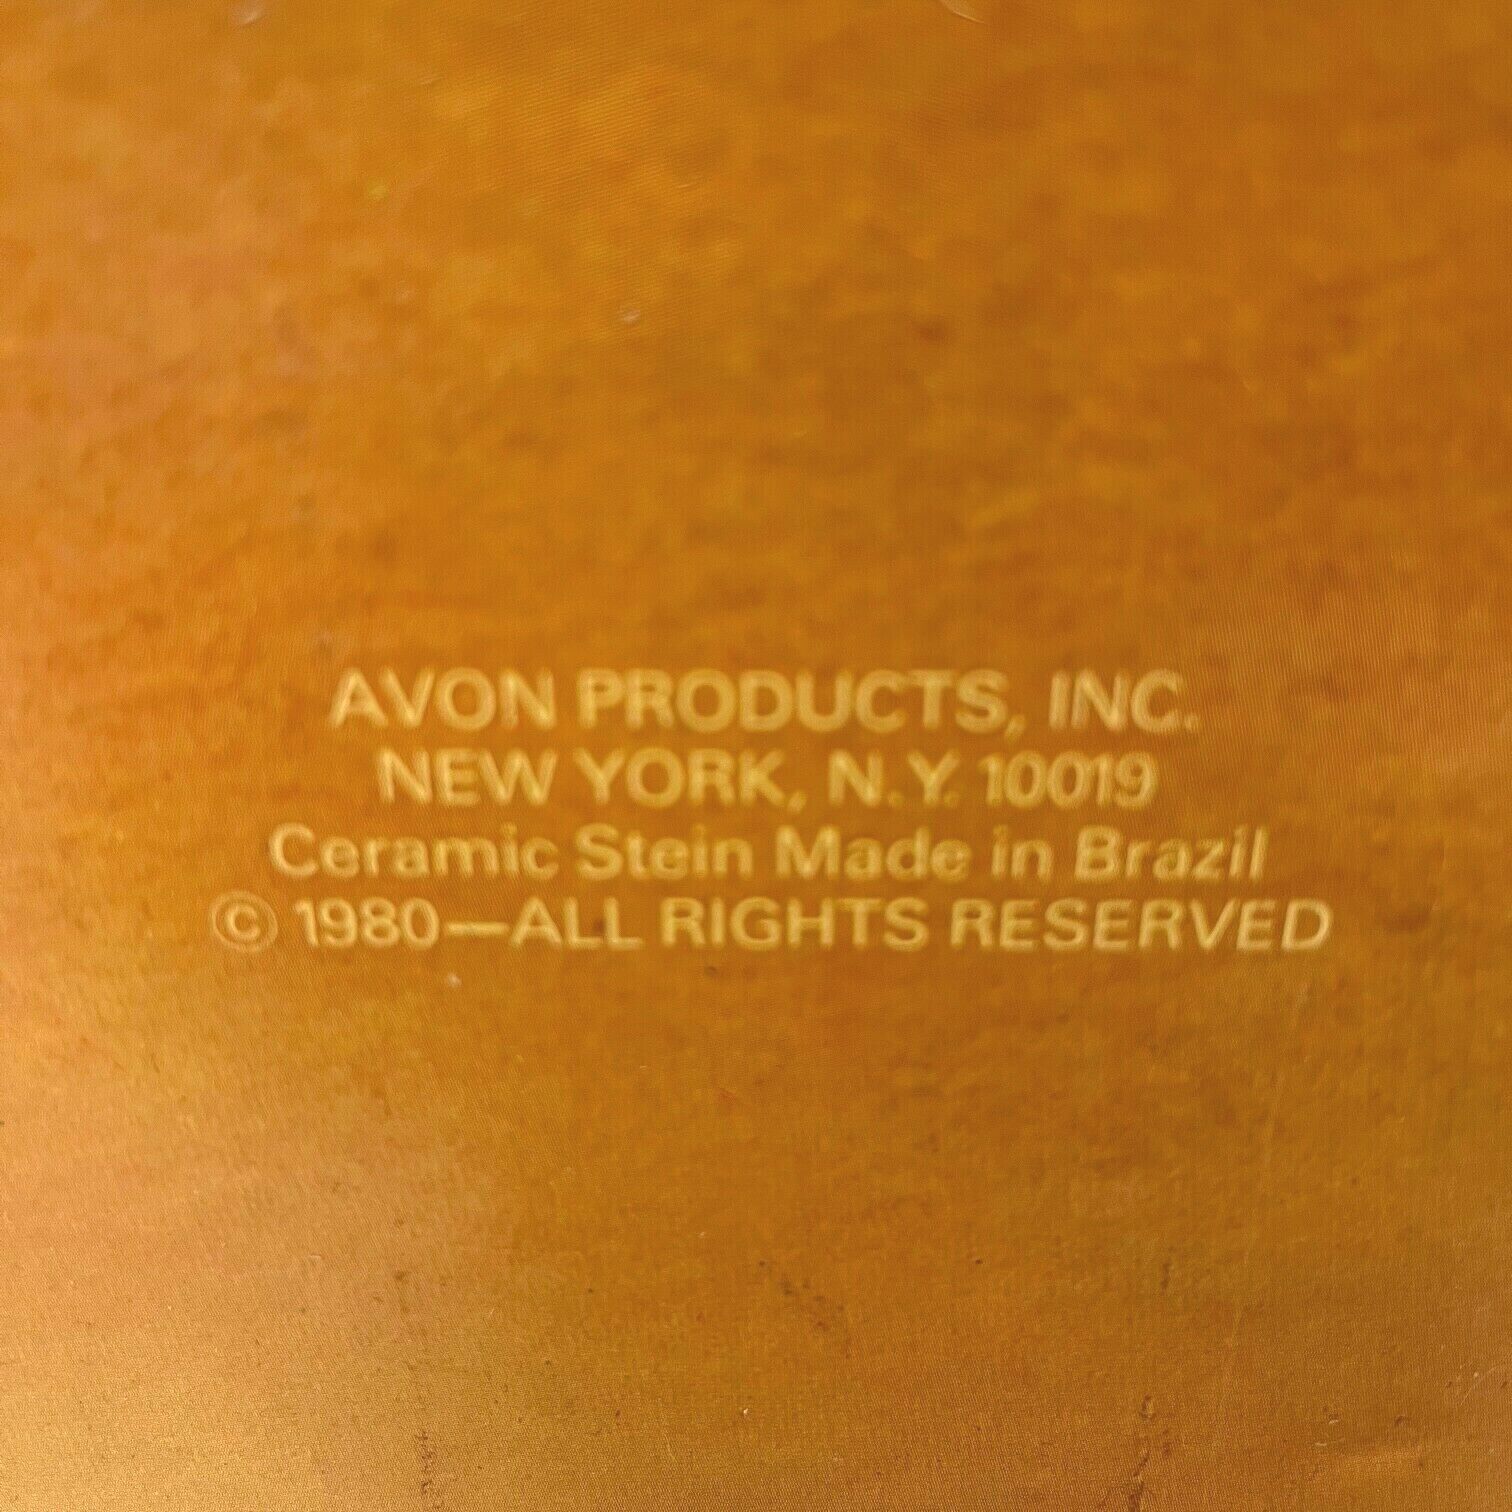 AVON PRODUCTS, INC.
NEW YORK, N.Y. 10019
Ceramic Stein Made in Brazil
© 1980—ALL RIGHTS RESERVED